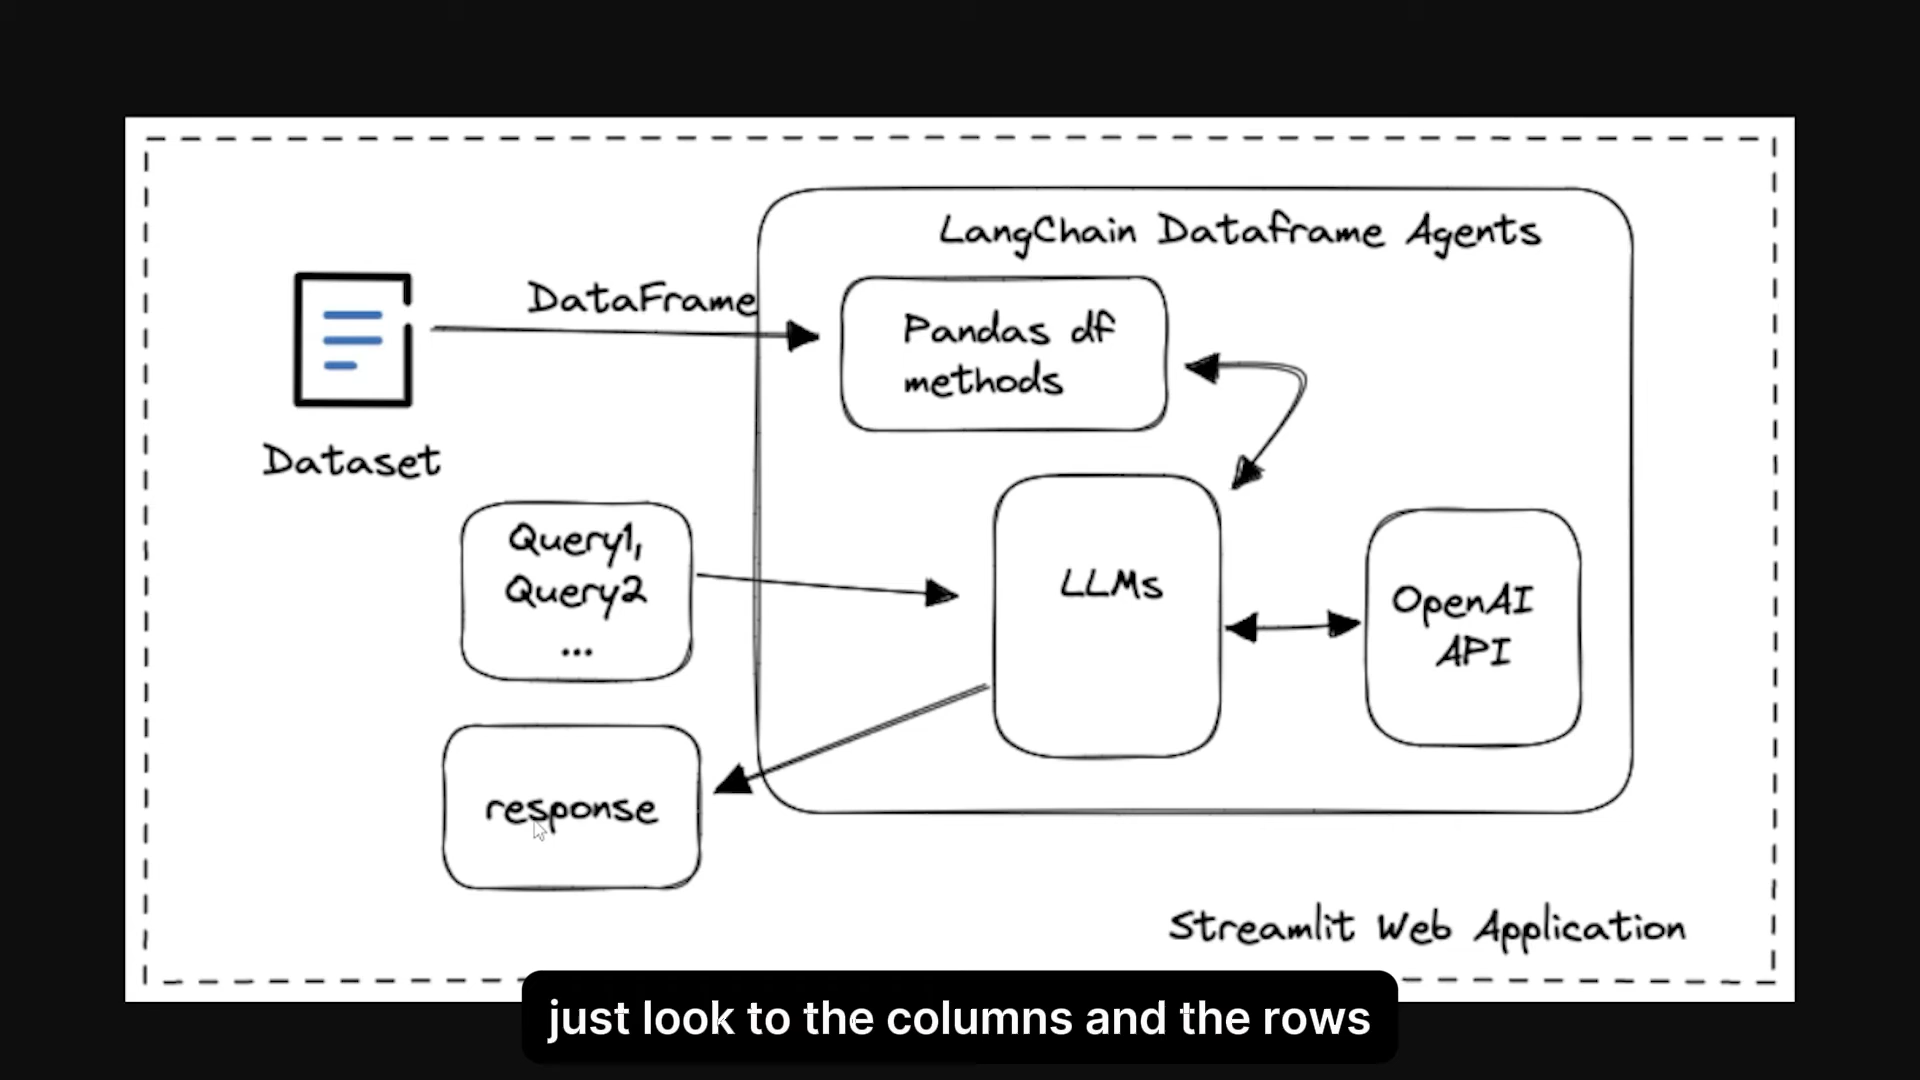 LangChain Dataframe Agents
DataFrame
Pandas df
methods
Dataset
Query1,
Query2
...
LLMs
OpenAI
API
response
Streamlit Web Application
just look to the columns and the rows